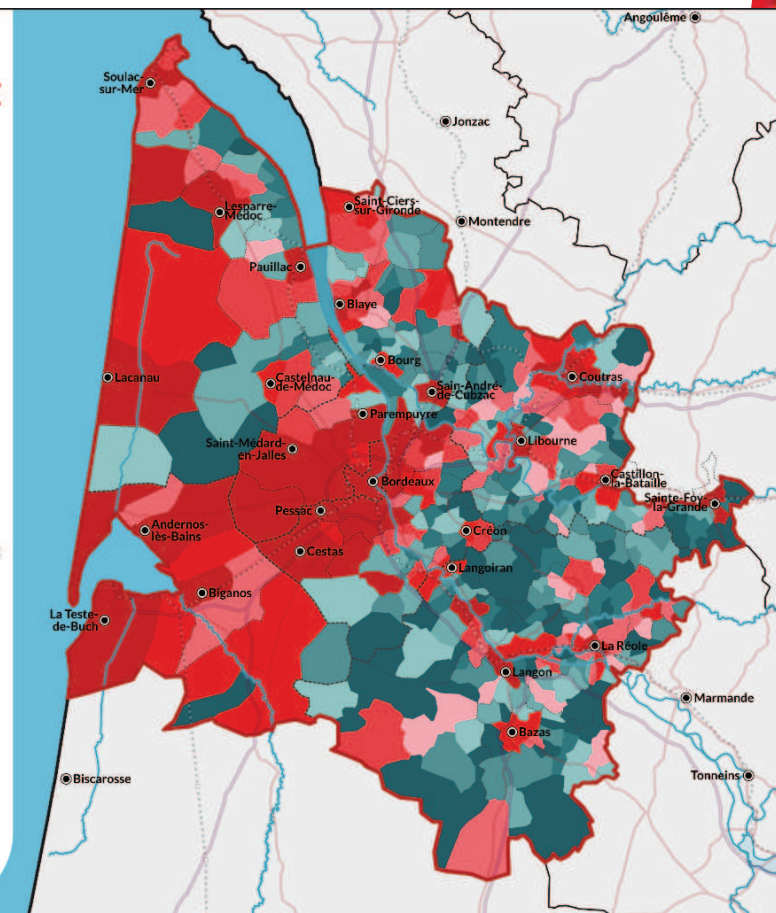 Angoulême
Soulac-
sur-Mer
Jonzac
Saint-Ciers-
sur-Gironde
Lesparre-
Médoc
Montendre
Pauillac
Blaye
Bourg
Lacanau
Castelnau-
de-Médoc
Sain-André-
de-Cubzac
Coutras
Parempuyre
Saint-Médard-
en-Jalles
Libourne
Bordeaux
Castillon-
la-Bataille
Sainte-Foy-
la-Grande
Pessac
Andernos-
lès-Bains
Créon
Cestas
Langoiran
Biganos
La Teste-
de-Buch
La Réole
Langon
Marmande
Bazas
Biscarosse
Tonneins